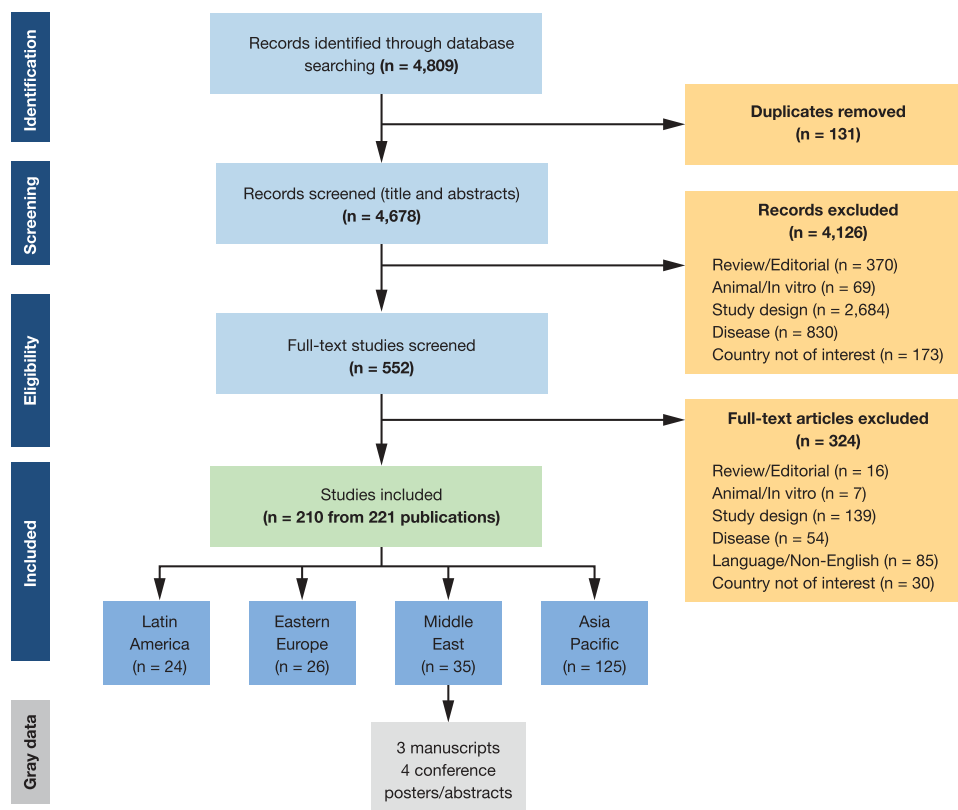 Identification
Records identified through database
searching (n = 4,809)
Duplicates removed
(n = 131)
Screening
Records screened (title and abstracts)
(n = 4,678)
Records excluded
(n = 4,126)
Review/Editorial (n = 370)
Animal/In vitro (n = 69)
Study design (n = 2,684)
Disease (n = 830)
Country not of interest (n = 173)
Eligibility
Full-text studies screened
(n = 552)
Full-text articles excluded
(n = 324)
Review/Editorial (n = 16)
Animal/In vitro (n = 7)
Study design (n = 139)
Disease (n = 54)
Language/Non-English (n = 85)
Country not of interest (n = 30)
Included
Studies included
(n = 210 from 221 publications)
Latin
America
(n = 24)
Eastern
Europe
(n = 26)
Middle
East
(n = 35)
Asia
Pacific
(n = 125)
Gray data
3 manuscripts
4 conference
posters/abstracts